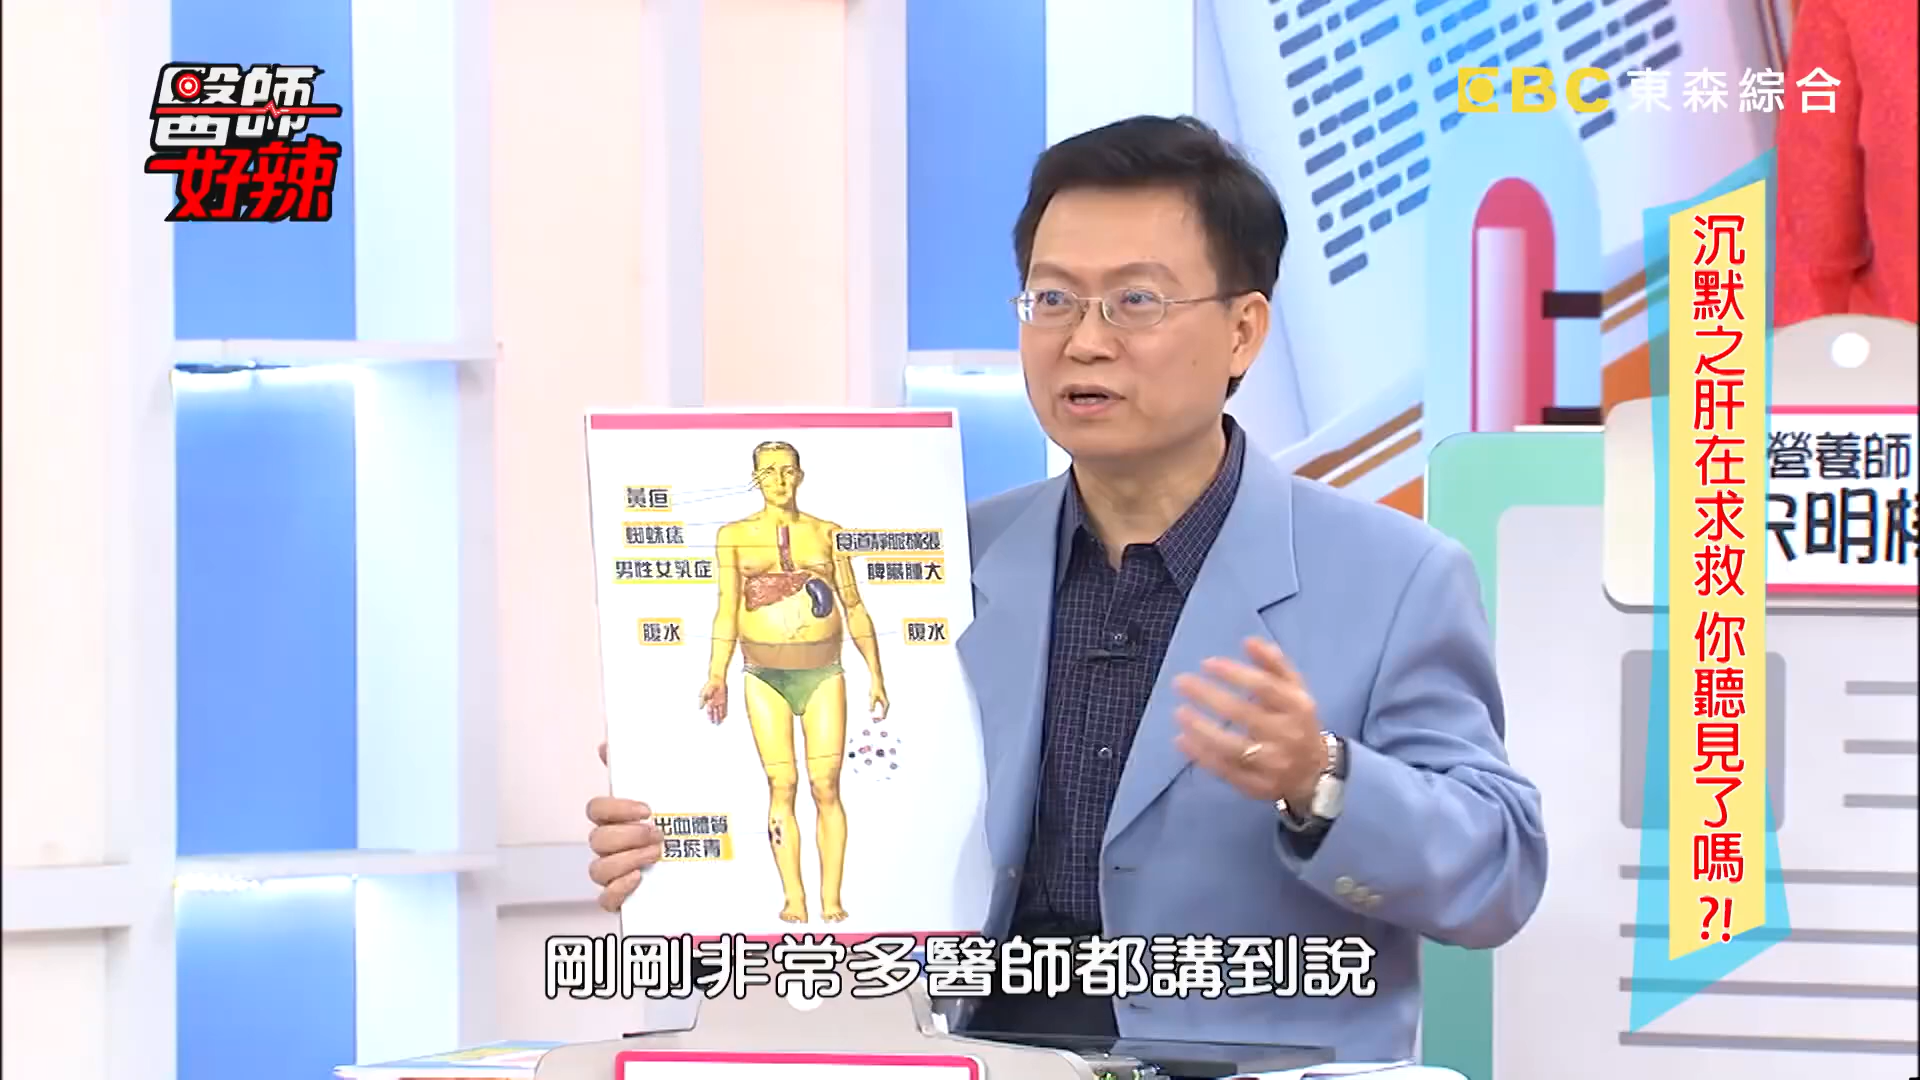 醫師
好辣
EBC 東森綜合
沉默之肝在求救 你聽見了嗎?!
營養師
黃疸
蜘蛛痣
男性女乳症
腹水
食道靜脈擴張
脾臟腫大
腹水
出血體質
易瘀青
剛剛非常多醫師都講到說